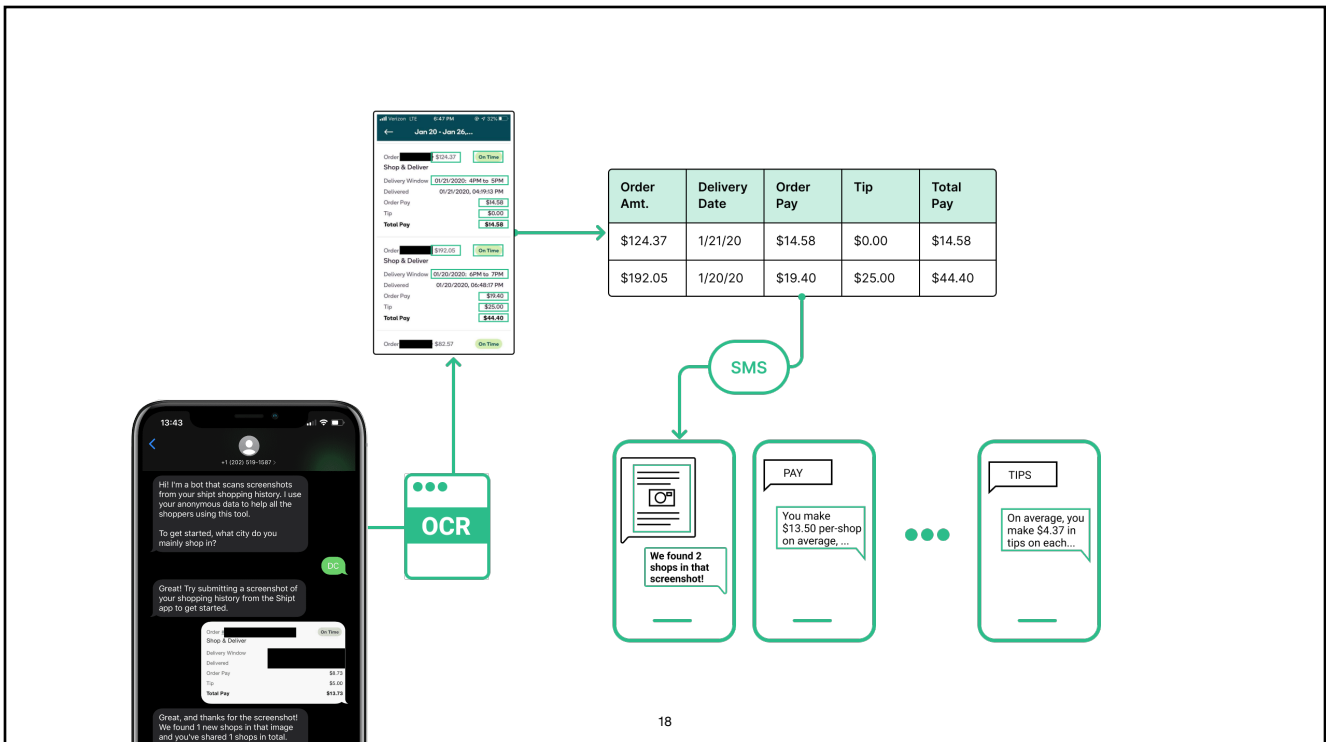 Verizon LTE 6:47 PM 32%
Jan 20 - Jan 26,...
Order $124.37 On Time
Shop & Deliver
Delivery Window 01/21/2020: 4PM to 5PM
Delivered 01/21/2020, 04:19:13 PM
Order Pay $14.58
Tip $0.00
Total Pay $14.58
Order $192.05 On Time
Shop & Deliver
Delivery Window 01/20/2020: 6PM to 7PM
Delivered 01/20/2020, 06:48:17 PM
Order Pay $19.40
Tip $25.00
Total Pay $44.40
Order $82.57 On Time
Order Amt. Delivery Date Order Pay Tip Total Pay
$124.37 1/21/20 $14.58 $0.00 $14.58
$192.05 1/20/20 $19.40 $25.00 $44.40
SMS
13:43
+1 (202) 519-1587
Hi! I'm a bot that scans screenshots
from your shipt shopping history. I use
your anonymous data to help all the
shoppers using this tool.
To get started, what city do you
mainly shop in?
DC
Great! Try submitting a screenshot of
your shopping history from the Shipt
app to get started.
Order On Time
Shop & Deliver
Delivery Window
Delivered
Order Pay $8.73
Tip $5.00
Total Pay $13.73
Great, and thanks for the screenshot!
We found 1 new shops in that image
and you've shared 1 shops in total.
OCR
We found 2
shops in that
screenshot!
PAY
You make
$13.50 per-shop
on average, ...
TIPS
On average, you
make $4.37 in
tips on each...
18